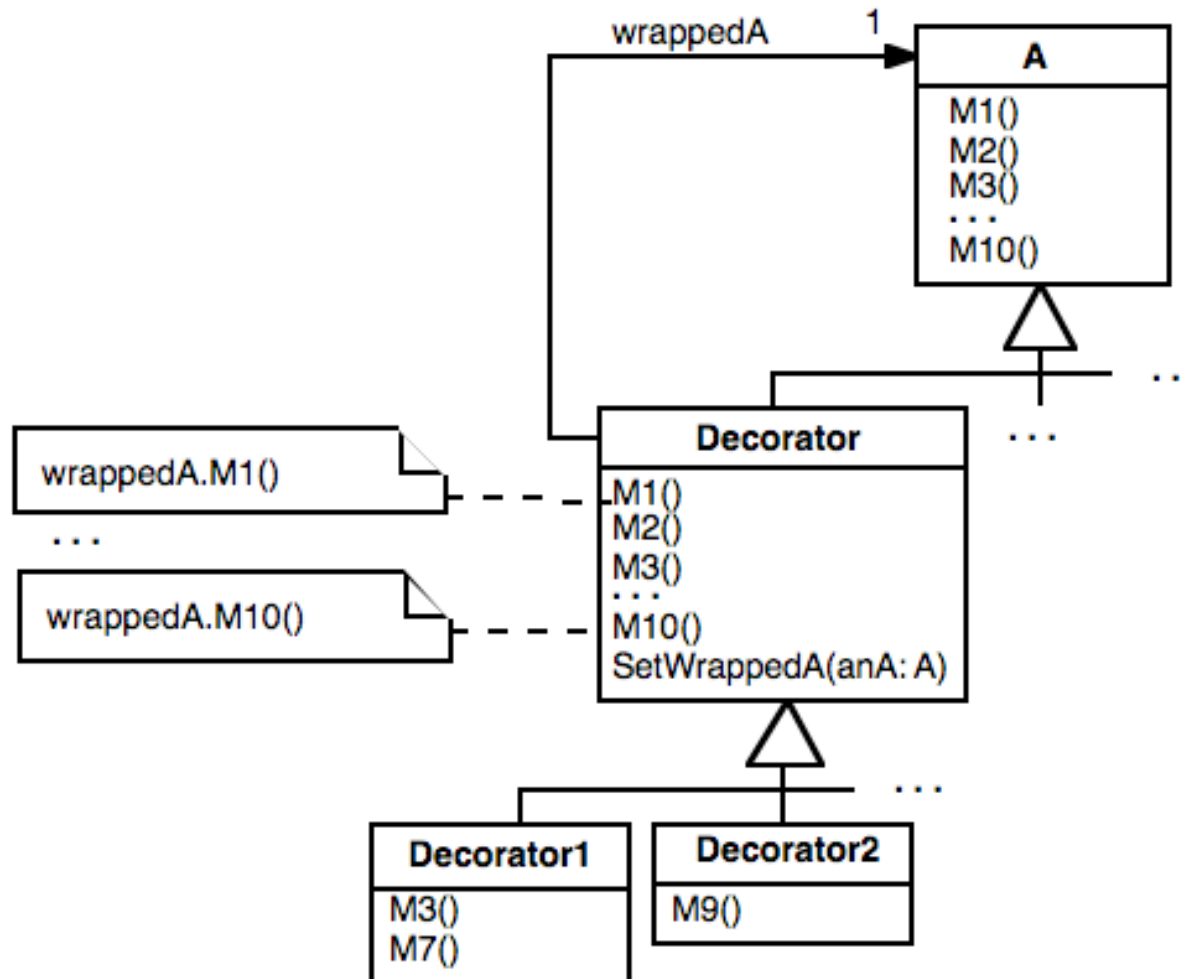 wrappedA 1
A
M1()
M2()
M3()
. . .
M10()
. .
. . .
Decorator
M1()
M2()
M3()
. . .
M10()
SetWrappedA(anA: A)
wrappedA.M1()
. . .
wrappedA.M10()
. . .
Decorator1
M3()
M7()
Decorator2
M9()